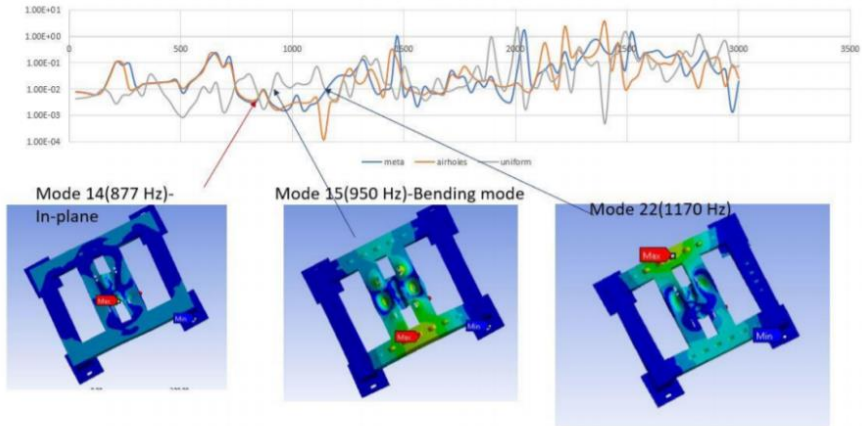 1.00E+01
1.00E+00
0 500 1000 1500 2000 2500 3000 3500
1.00E-01
1.00E-02
1.00E-03
1.00E-04
meta airholes uniform
Mode 14(877 Hz)-
In-plane
Mode 15(950 Hz)-Bending mode
Mode 22(1170 Hz)
Max
Min
Max
Min
Max
Min